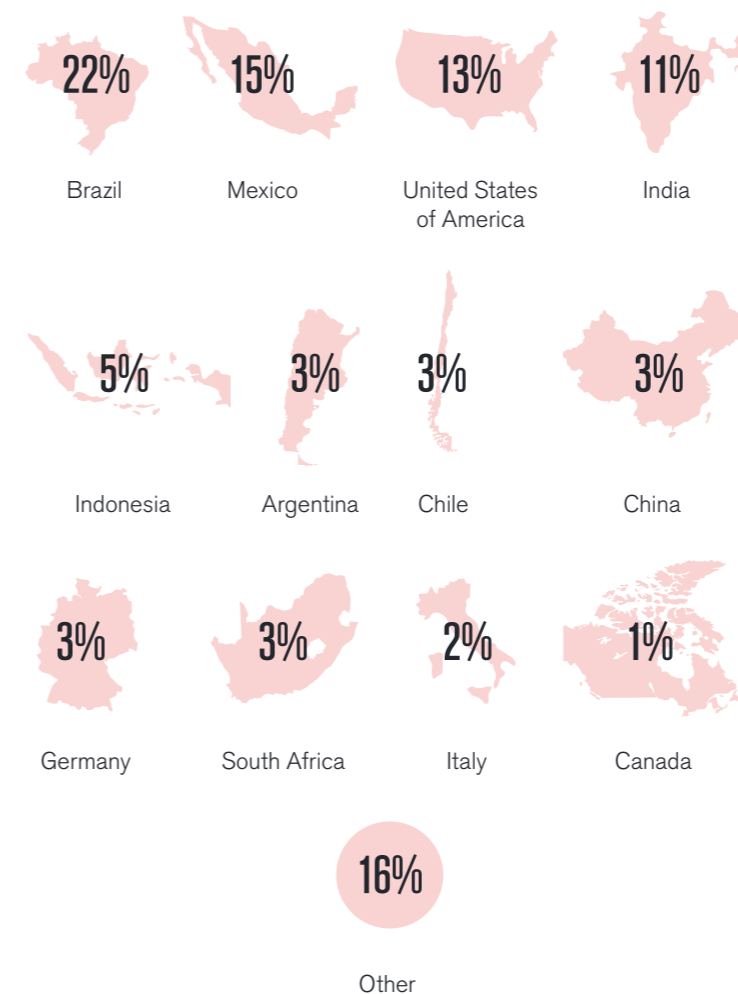 22%
15%
13%
11%
Brazil
Mexico
United States
of America
India
5%
3%
3%
3%
Indonesia
Argentina
Chile
China
3%
3%
2%
1%
Germany
South Africa
Italy
Canada
16%
Other